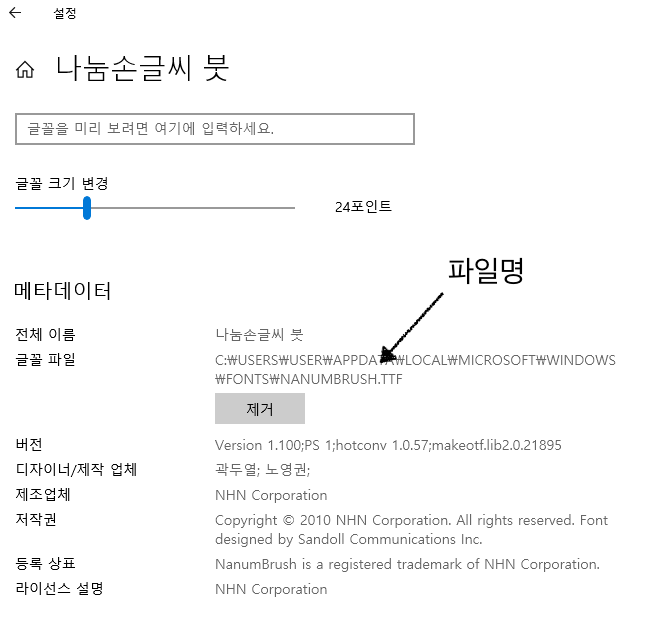 설정
나눔손글씨 붓
글꼴을 미리 보려면 여기에 입력하세요.
글꼴 크기 변경
24포인트
파일명
메타데이터
전체 이름 나눔손글씨 붓
글꼴 파일 C:₩USERS₩USER₩APPDATA₩LOCAL₩MICROSOFT₩WINDOWS
₩FONTS₩NANUMBRUSH.TTF
제거
버전 Version 1.100;PS 1;hotconv 1.0.57;makeotf.lib2.0.21895
디자이너/제작 업체 곽두열; 노영권;
제조업체 NHN Corporation
저작권 Copyright © 2010 NHN Corporation. All rights reserved. Font
designed by Sandoll Communications Inc.
등록 상표 NanumBrush is a registered trademark of NHN Corporation.
라이선스 설명 NHN Corporation